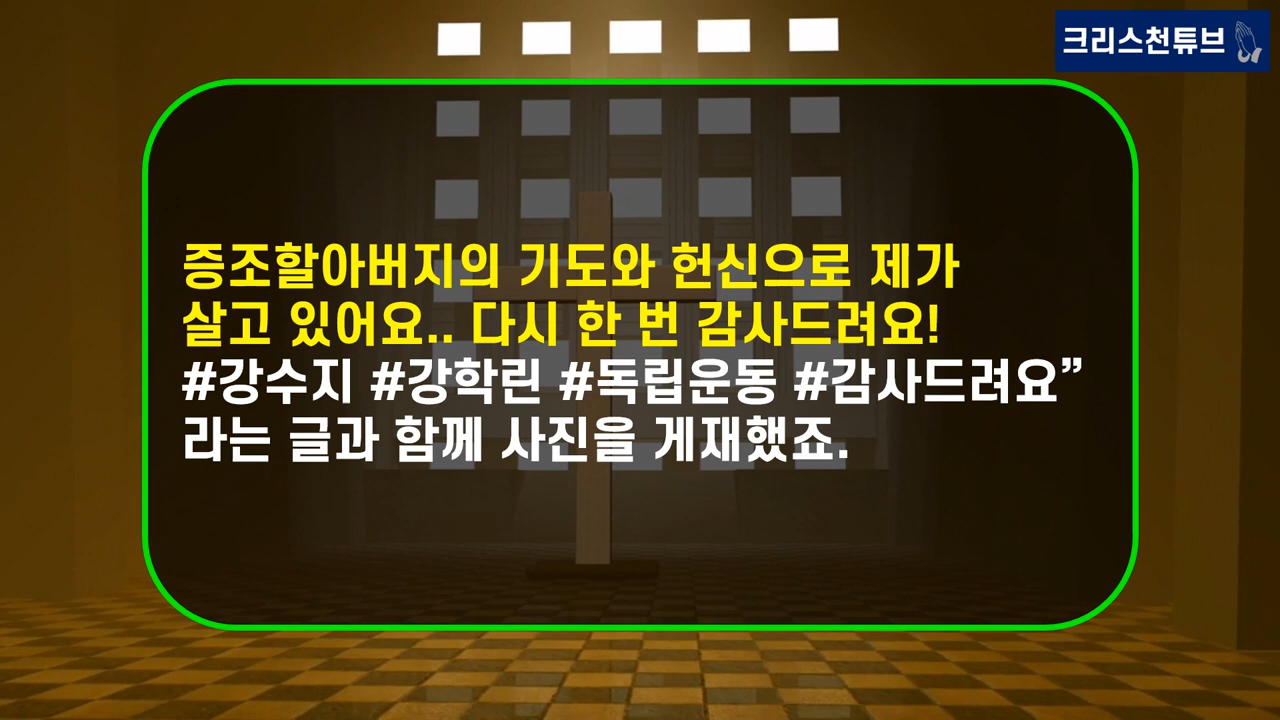 크리스천튜브
증조할아버지의 기도와 헌신으로 제가
살고 있어요.. 다시 한 번 감사드려요!
#강수지 #강학린 #독립운동 #감사드려요”
라는 글과 함께 사진을 게재했죠.